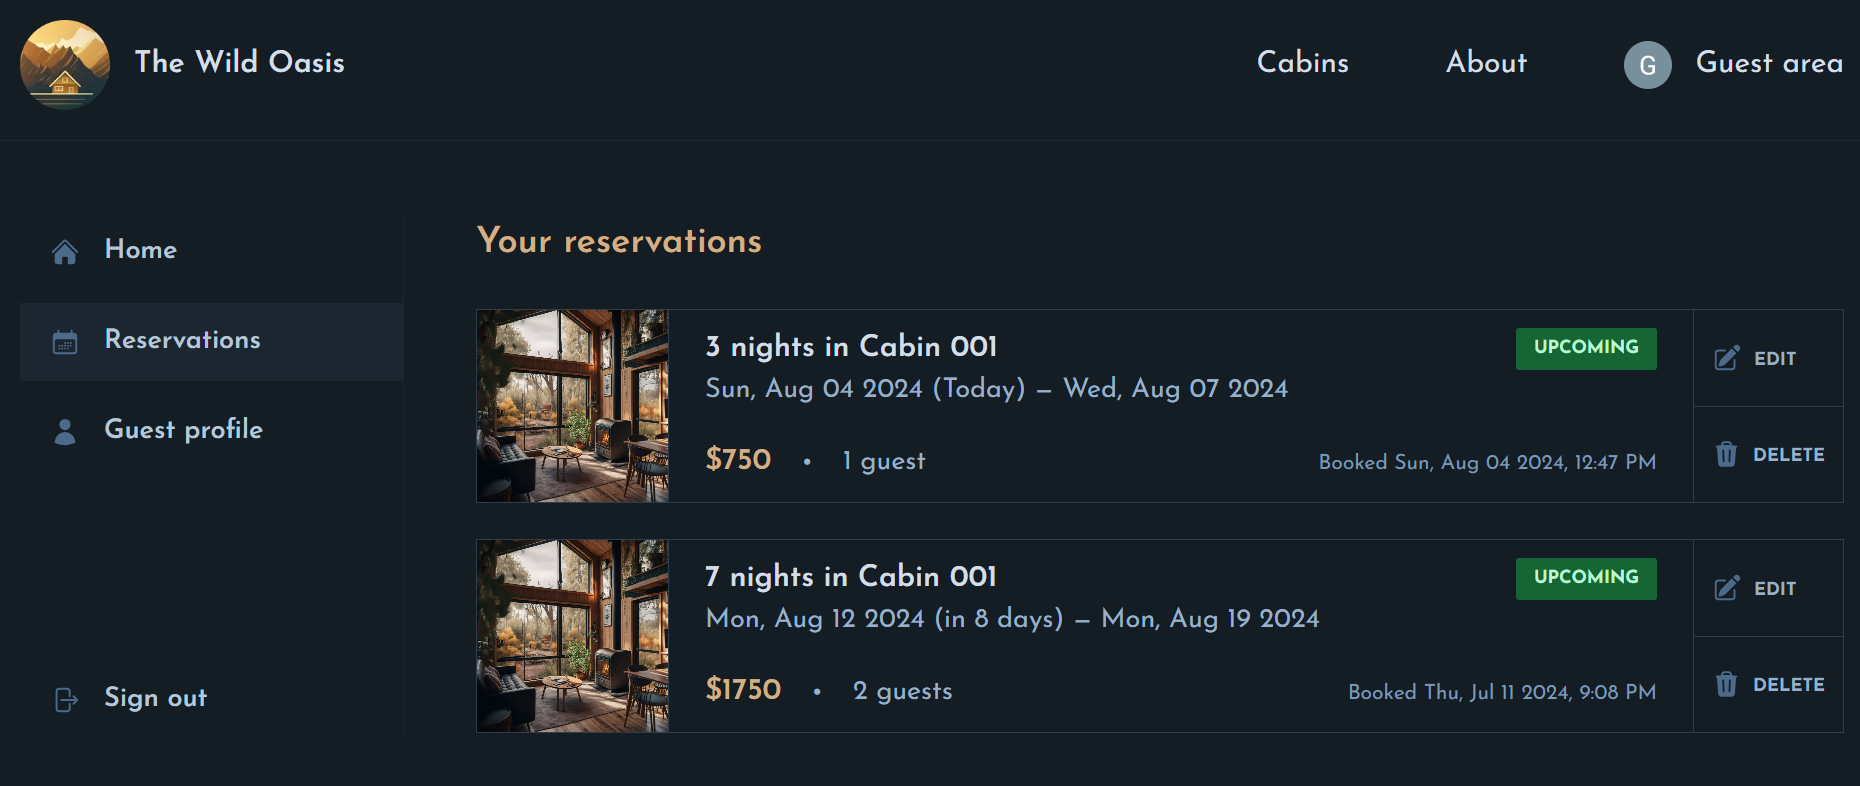 The Wild Oasis
Cabins
About
G
Guest area
Home
Reservations
Guest profile
Sign out
Your reservations
3 nights in Cabin 001
UPCOMING
Sun, Aug 04 2024 (Today) – Wed, Aug 07 2024
$750 • 1 guest
Booked Sun, Aug 04 2024, 12:47 PM
EDIT
DELETE
7 nights in Cabin 001
UPCOMING
Mon, Aug 12 2024 (in 8 days) – Mon, Aug 19 2024
$1750 • 2 guests
Booked Thu, Jul 11 2024, 9:08 PM
EDIT
DELETE